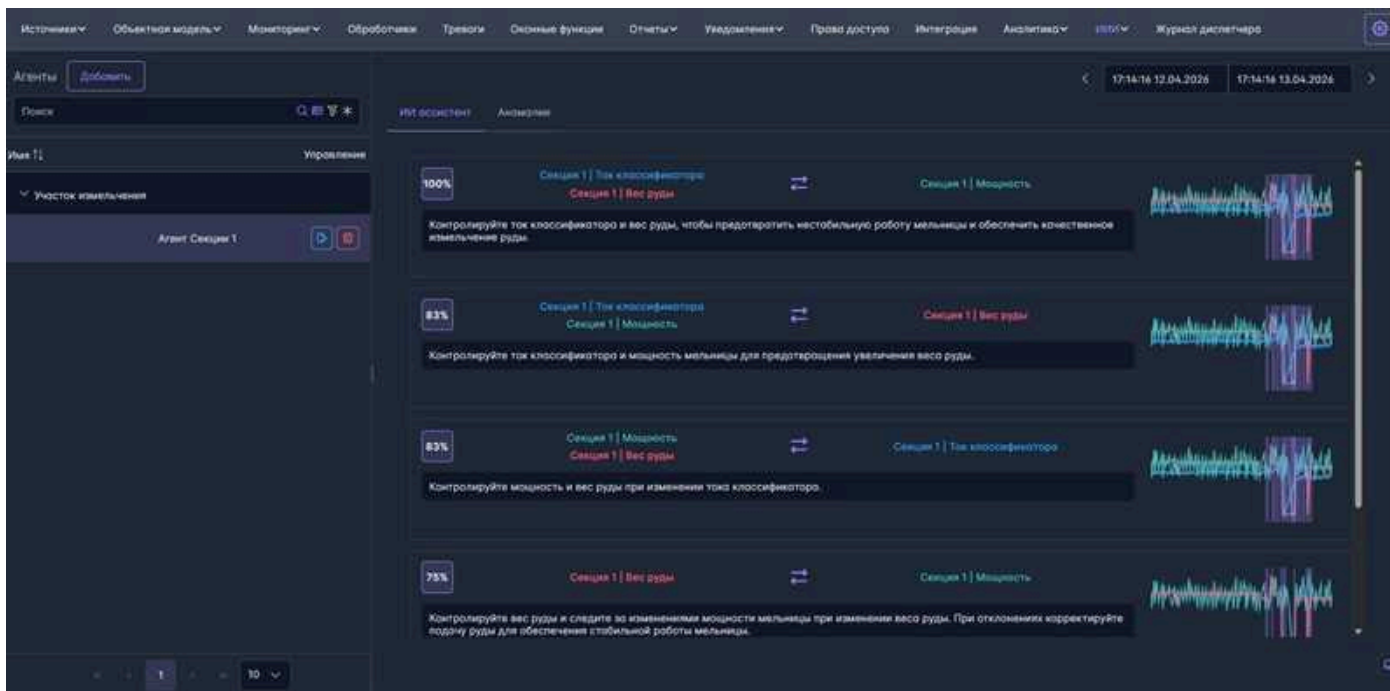 Источники Объектная модель Мониторинг Обработчики Тревоги Оконные функции Отчеты Уведомления Права доступа Интеграция Аналитика Журнал диспетчера
Агенты Добавить
17:14:16 12.04.2026 17:14:16 13.04.2026
Поиск
ИИ ассистент Аномалии
Имя Управление
Участок измельчения
Агент Секции 1
100%
Секция 1 | Ток классификатора
Секция 1 | Вес руды
Секция 1 | Мощность
Контролируйте ток классификатора и вес руды, чтобы предотвратить нестабильную работу мельницы и обеспечить качественное
измельчение руды.
83%
Секция 1 | Ток классификатора
Секция 1 | Мощность
Секция 1 | Вес руды
Контролируйте ток классификатора и мощность мельницы для предотвращения увеличения веса руды.
83%
Секция 1 | Мощность
Секция 1 | Вес руды
Секция 1 | Ток классификатора
Контролируйте мощность и вес руды при изменении тока классификатора.
75%
Секция 1 | Вес руды
Секция 1 | Мощность
Контролируйте вес руды и следите за изменениями мощности мельницы при изменении веса руды. При отклонениях корректируйте
подачу руды для обеспечения стабильной работы мельницы.
1 10